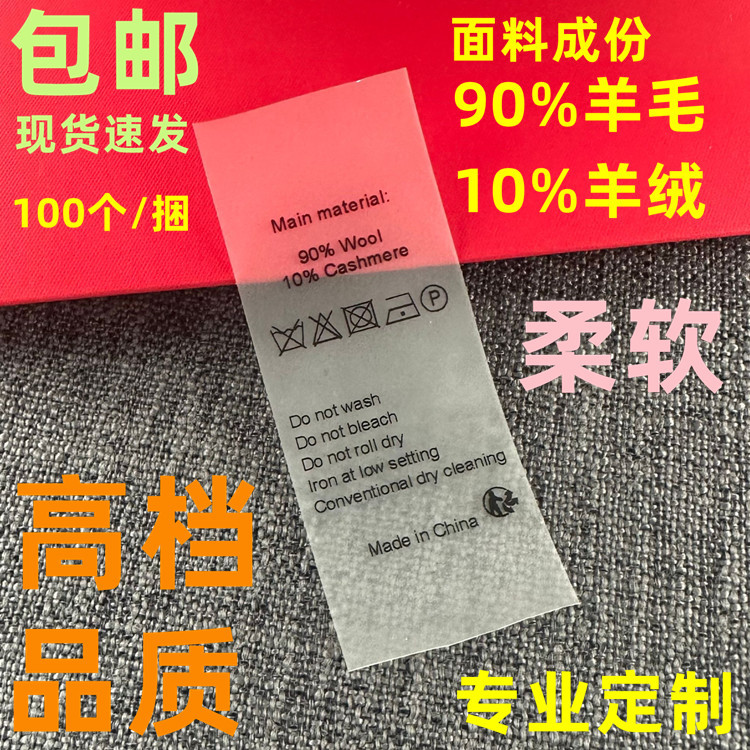 包邮
现货速发
100个/捆
面料成份
90%羊毛
10%羊绒
Main material:
90% Wool
10% Cashmere
P
柔软
Do not wash
Do not bleach
Do not roll dry
Iron at low setting
Conventional dry cleaning
Made in China
高档
品质
专业定制